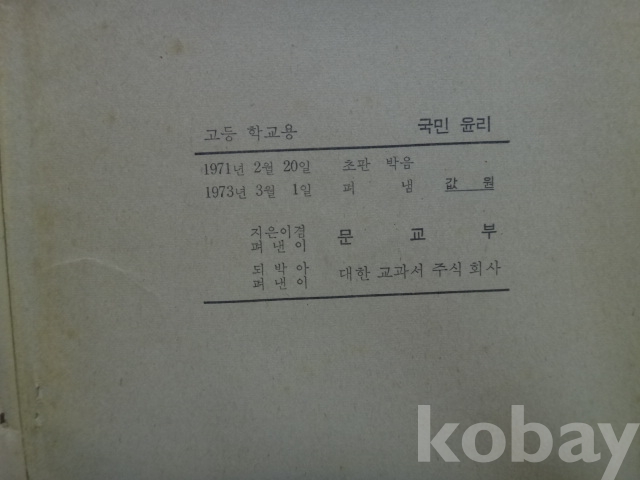 고등 학교용 국민 윤리
1971년 2월 20일 초판 박음
1973년 3월 1일 펴 냄 값 원
지은이겸
펴 낸 이 문 교 부
되 박 아
펴 낸 이 대한 교과서 주식 회사
kobay